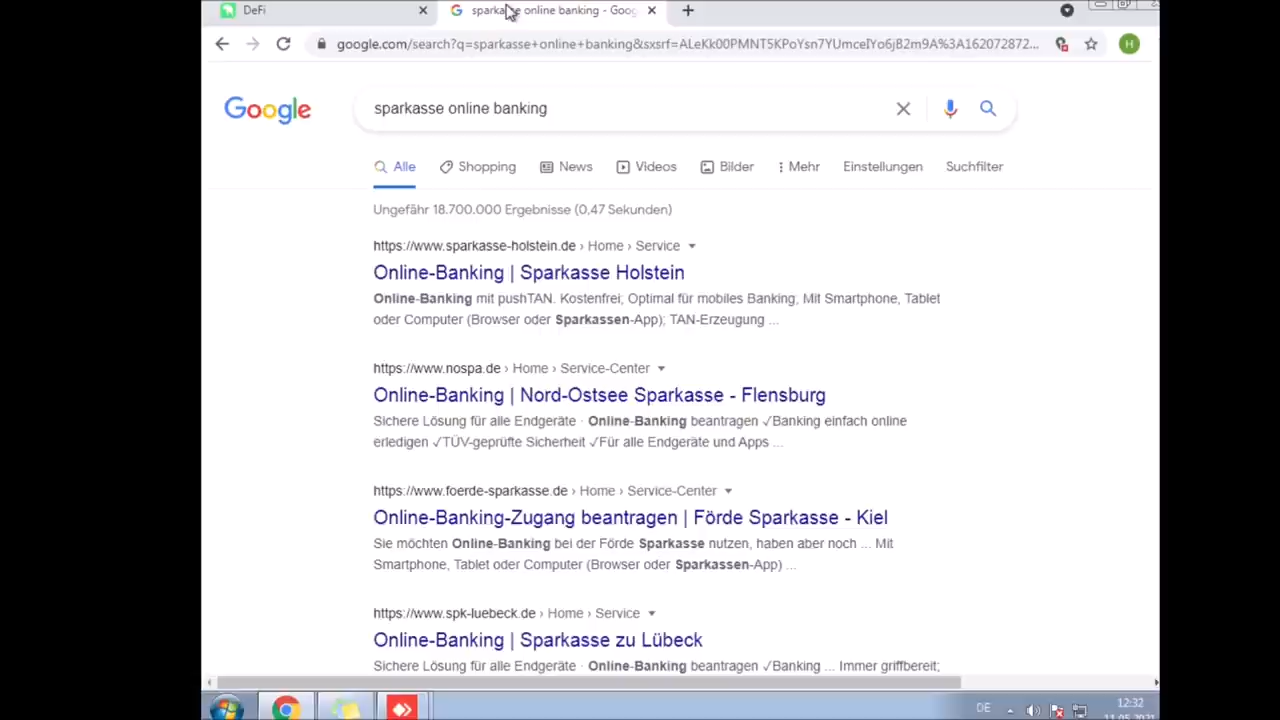 DeFi
sparkasse online banking - Goog
google.com/search?q=sparkasse+online+banking&sxsrf=ALeKk00PMNT5KPoYsn7YUmceIYo6jB2m9A%3A162072872...
H
Google
sparkasse online banking
Alle Shopping News Videos Bilder Mehr Einstellungen Suchfilter
Ungefähr 18.700.000 Ergebnisse (0,47 Sekunden)
https://www.sparkasse-holstein.de › Home › Service
Online-Banking | Sparkasse Holstein
Online-Banking mit pushTAN. Kostenfrei; Optimal für mobiles Banking, Mit Smartphone, Tablet
oder Computer (Browser oder Sparkassen-App); TAN-Erzeugung ...
https://www.nospa.de › Home › Service-Center
Online-Banking | Nord-Ostsee Sparkasse - Flensburg
Sichere Lösung für alle Endgeräte · Online-Banking beantragen ✓Banking einfach online
erledigen ✓TÜV-geprüfte Sicherheit ✓Für alle Endgeräte und Apps ...
https://www.foerde-sparkasse.de › Home › Service-Center
Online-Banking-Zugang beantragen | Förde Sparkasse - Kiel
Sie möchten Online-Banking bei der Förde Sparkasse nutzen, haben aber noch ... Mit
Smartphone, Tablet oder Computer (Browser oder Sparkassen-App) ...
https://www.spk-luebeck.de › Home › Service
Online-Banking | Sparkasse zu Lübeck
Sichere Lösung für alle Endgeräte · Online-Banking beantragen ✓Banking ... Immer griffbereit;
DE
12:32
11.05.2021